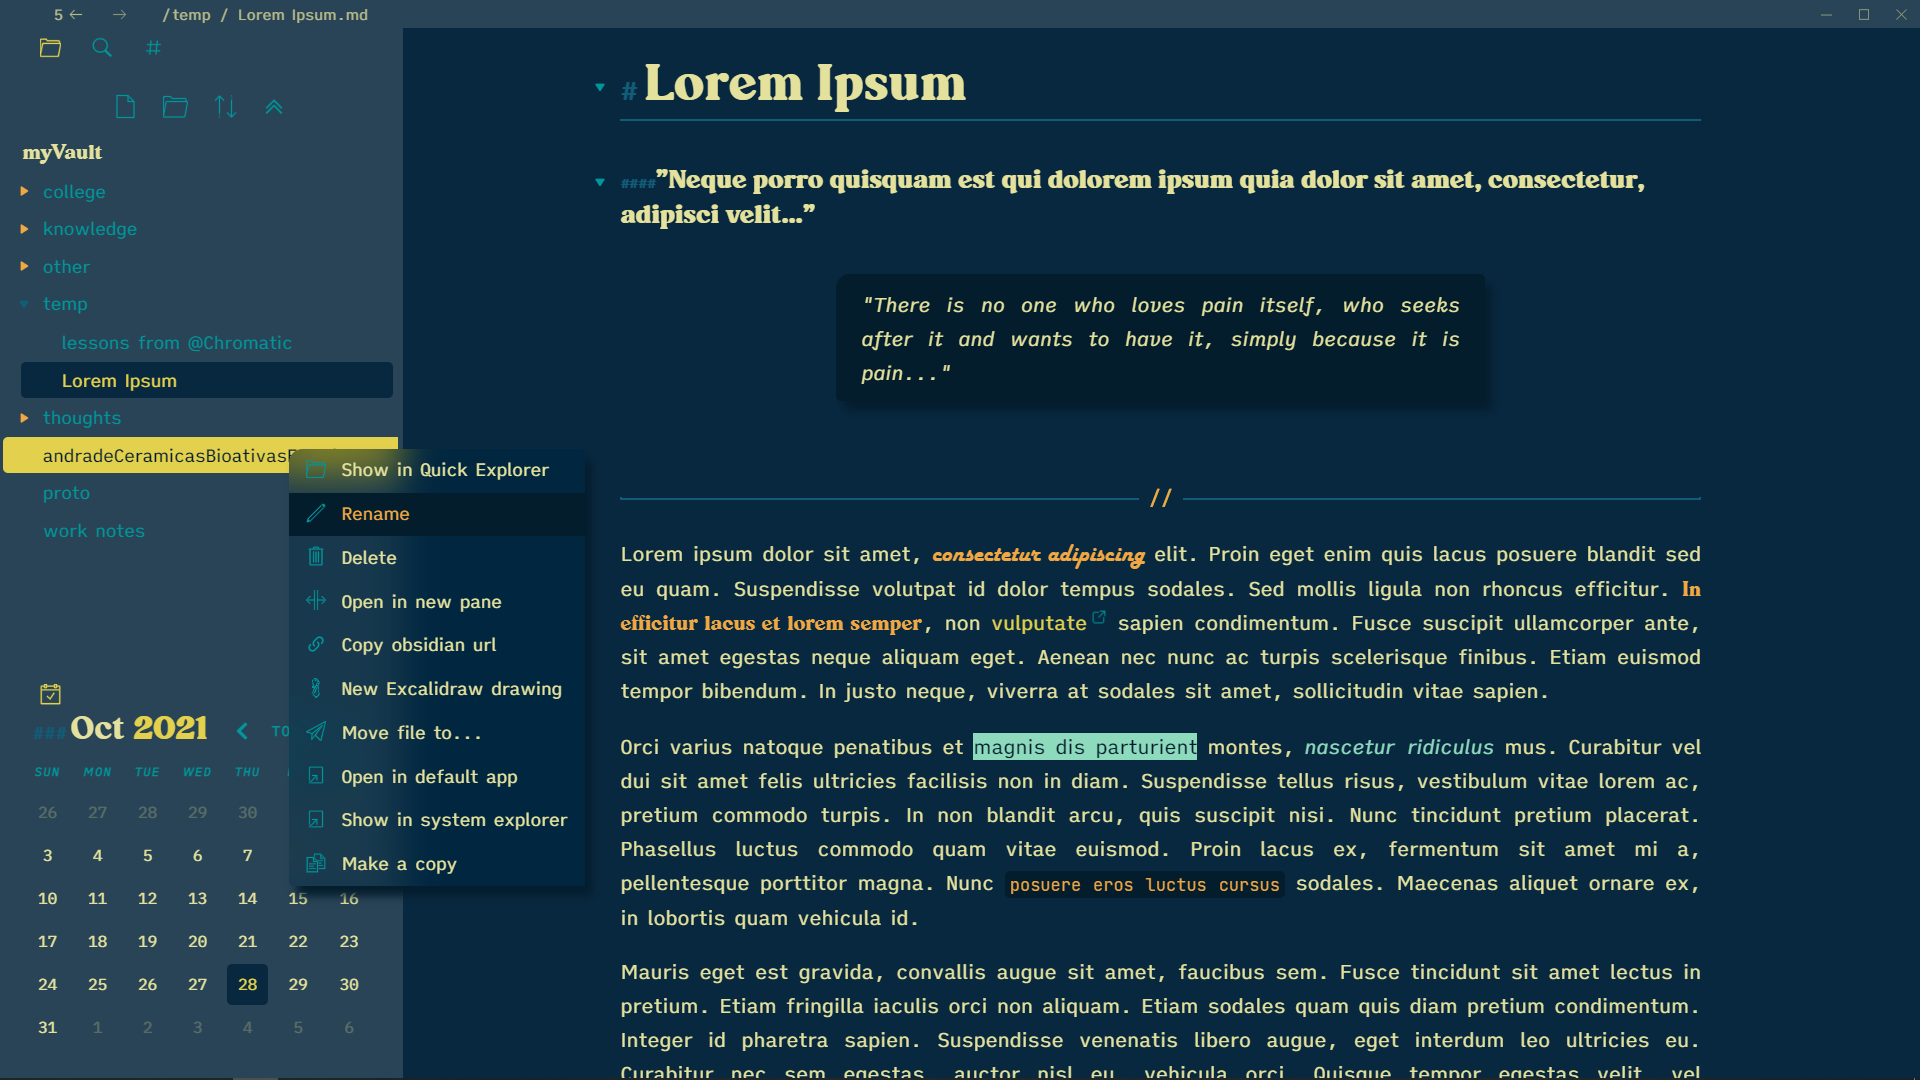 5 ← → /temp / Lorem Ipsum.md
#
myVault
college
knowledge
other
temp
lessons from @Chromatic
Lorem Ipsum
thoughts
andradeCeramicasBioativas
proto
work notes
Show in Quick Explorer
Rename
Delete
Open in new pane
Copy obsidian url
New Excalidraw drawing
Move file to...
Open in default app
Show in system explorer
Make a copy
### Oct 2021
SUN MON TUE WED THU
26 27 28 29 30
3 4 5 6 7
10 11 12 13 14 15 16
17 18 19 20 21 22 23
24 25 26 27 28 29 30
31 1 2 3 4 5 6
# Lorem Ipsum
####"Neque porro quisquam est qui dolorem ipsum quia dolor sit amet, consectetur,
adipisci velit..."
"There is no one who loves pain itself, who seeks
after it and wants to have it, simply because it is
pain..."
//
Lorem ipsum dolor sit amet, consectetur adipiscing elit. Proin eget enim quis lacus posuere blandit sed
eu quam. Suspendisse volutpat id dolor tempus sodales. Sed mollis ligula non rhoncus efficitur. In
efficitur lacus et lorem semper, non vulputate sapien condimentum. Fusce suscipit ullamcorper ante,
sit amet egestas neque aliquam eget. Aenean nec nunc ac turpis scelerisque finibus. Etiam euismod
tempor bibendum. In justo neque, viverra at sodales sit amet, sollicitudin vitae sapien.
Orci varius natoque penatibus et magnis dis parturient montes, nascetur ridiculus mus. Curabitur vel
dui sit amet felis ultricies facilisis non in diam. Suspendisse tellus risus, vestibulum vitae lorem ac,
pretium commodo turpis. In non blandit arcu, quis suscipit nisi. Nunc tincidunt pretium placerat.
Phasellus luctus commodo quam vitae euismod. Proin lacus ex, fermentum sit amet mi a,
pellentesque porttitor magna. Nunc posuere eros luctus cursus sodales. Maecenas aliquet ornare ex,
in lobortis quam vehicula id.
Mauris eget est gravida, convallis augue sit amet, faucibus sem. Fusce tincidunt sit amet lectus in
pretium. Etiam fringilla iaculis orci non aliquam. Etiam sodales quam quis diam pretium condimentum.
Integer id pharetra sapien. Suspendisse venenatis libero augue, eget interdum leo ultricies eu.
Curabitur nec sem egestas, auctor nisl eu, vehicula orci. Quisque tempor egestas velit, vel